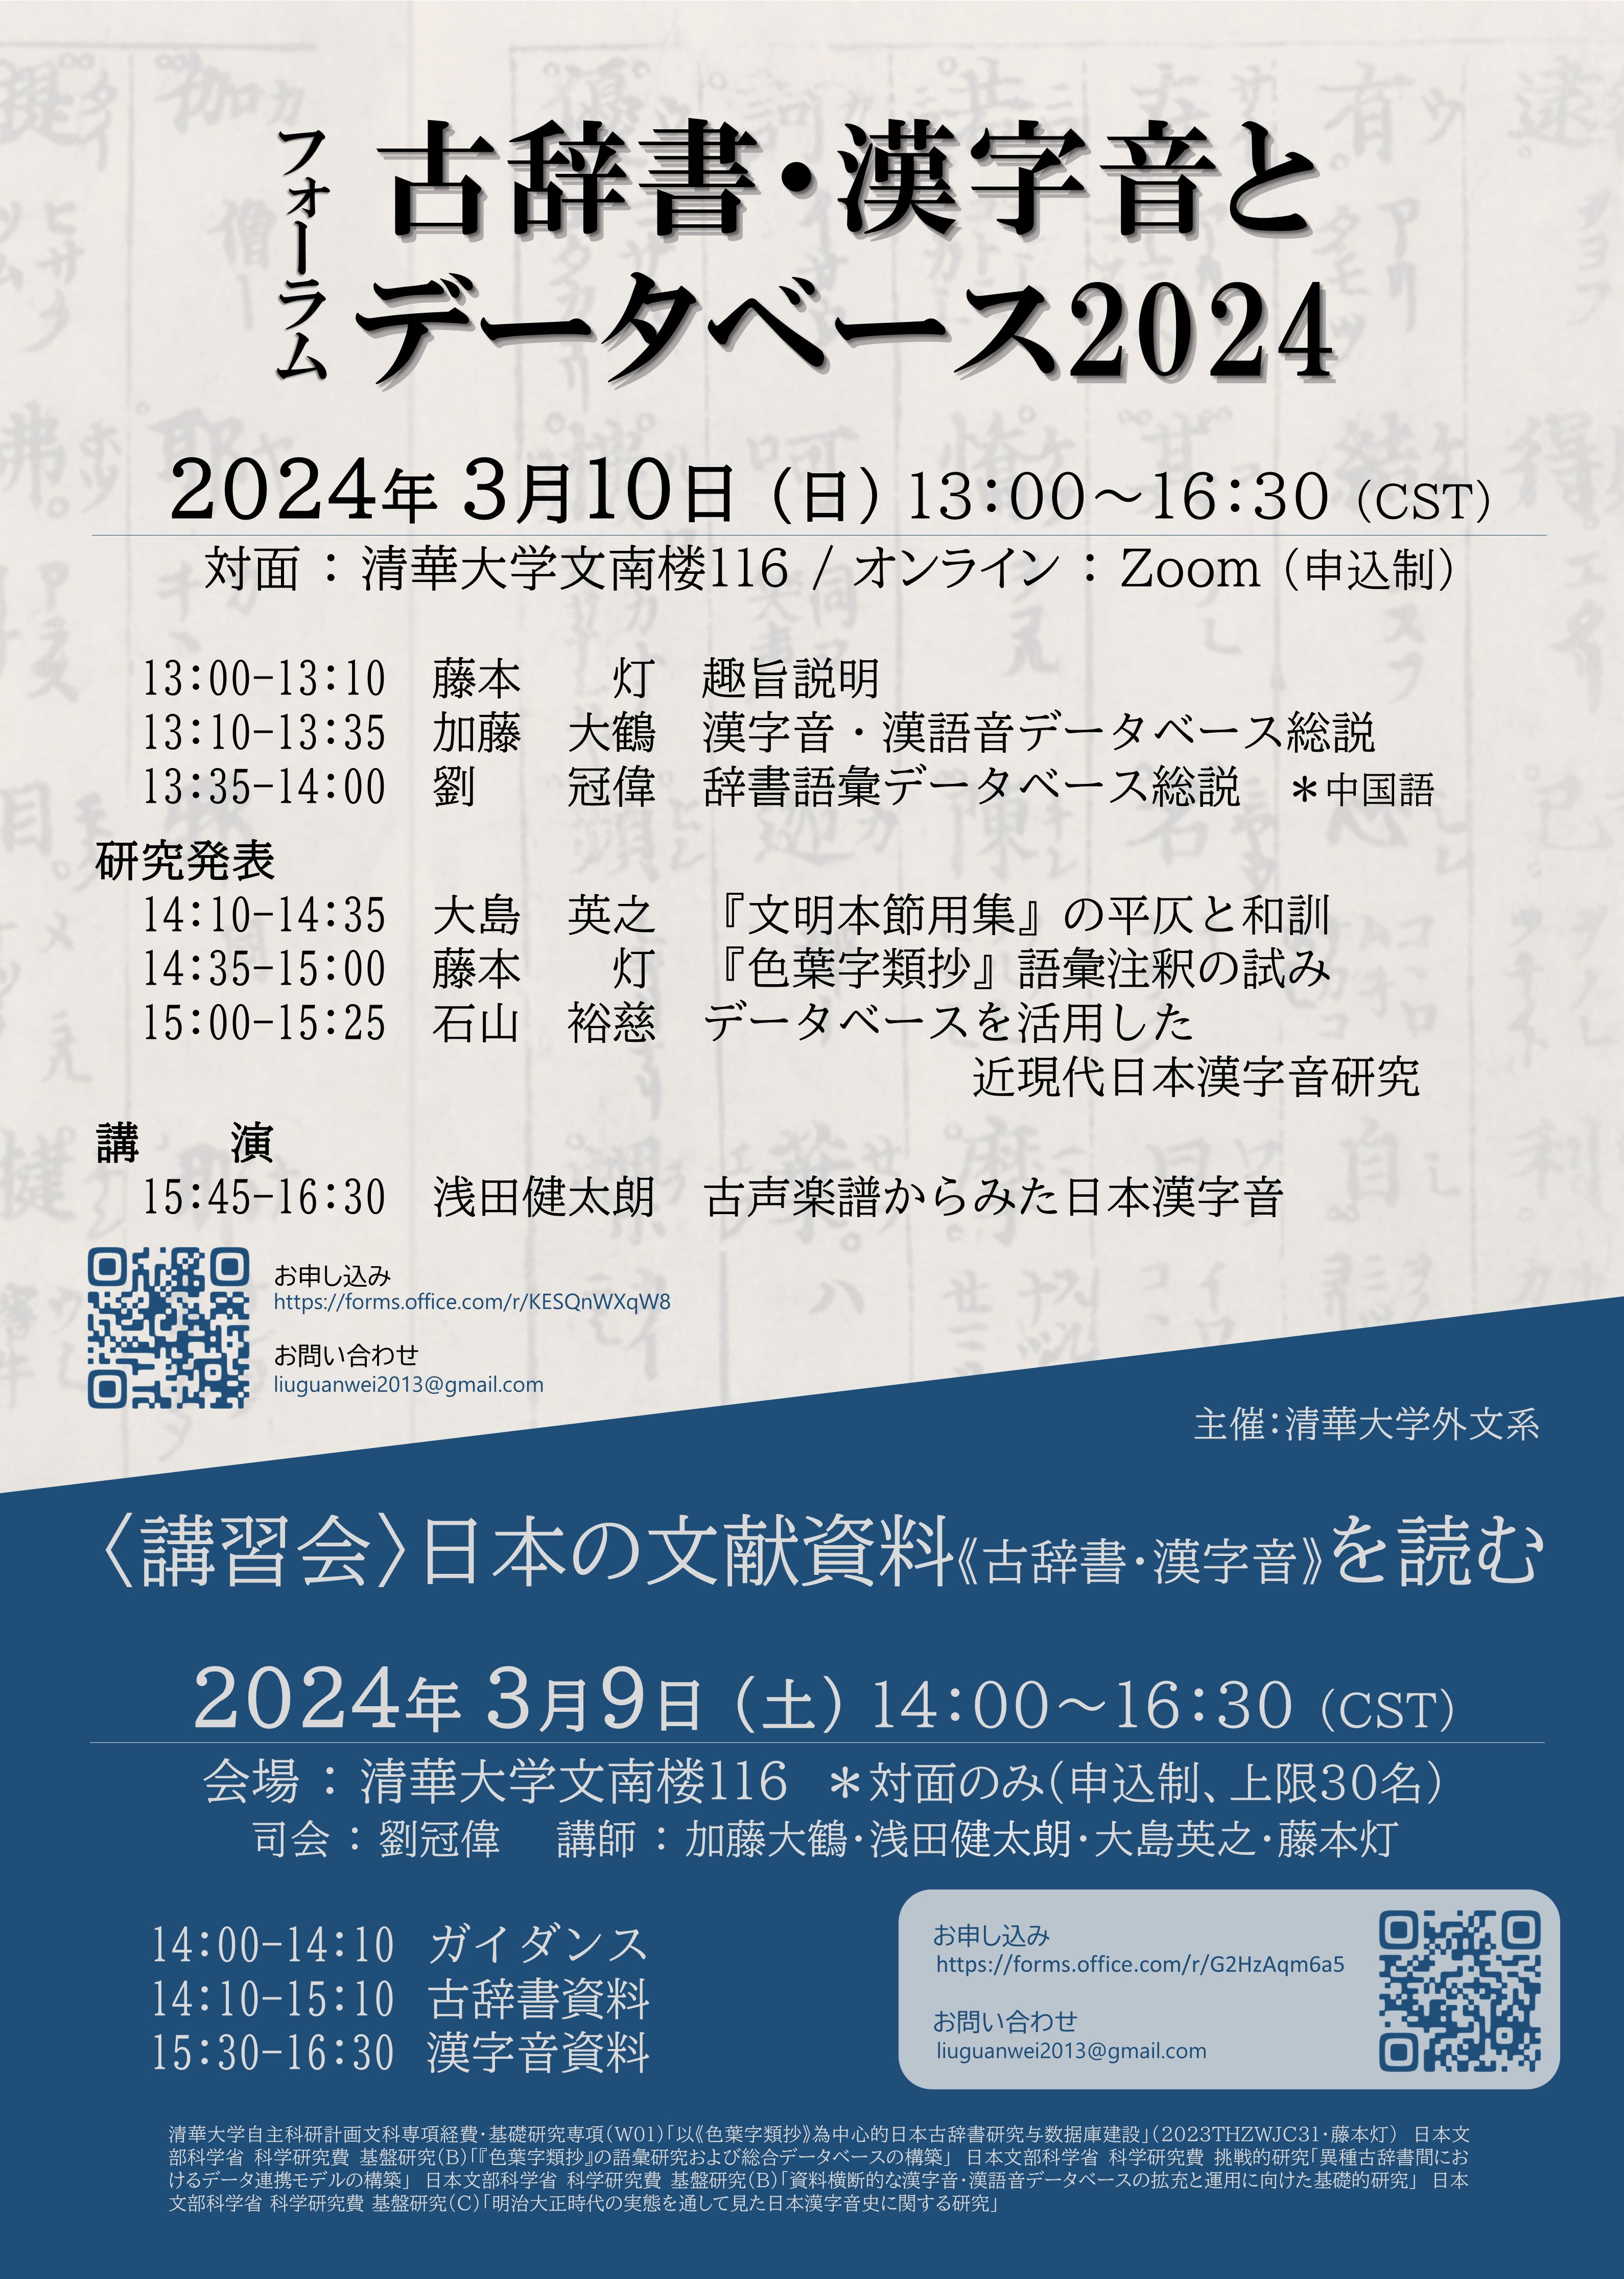 フォーラム
古辞書・漢字音と
データベース2024
2024年 3月10日（日）13：00～16：30（CST）
対面 ： 清華大学文南楼116 / オンライン ： Zoom（申込制）
13：00−13：10　藤本　　灯　趣旨説明
13：10−13：35　加藤　大鶴　漢字音・漢語音データベース総説
13：35−14：00　劉　　冠偉　辞書語彙データベース総説　＊中国語
研究発表
14：10−14：35　大島　英之　『文明本節用集』の平仄と和訓
14：35−15：00　藤本　　灯　『色葉字類抄』語彙注釈の試み
15：00−15：25　石山　裕慈　データベースを活用した
近現代日本漢字音研究
講　　演
15：45−16：30　浅田健太朗　古声楽譜からみた日本漢字音
お申し込み
https://forms.office.com/r/KESQnWXqW8
お問い合わせ
liuguanwei2013@gmail.com
主催：清華大学外文系
〈講習会〉日本の文献資料《古辞書・漢字音》を読む
2024年 3月9日（土）14：00～16：30（CST）
会場 ： 清華大学文南楼116　＊対面のみ（申込制、上限30名）
司会 ： 劉冠偉　講師 ： 加藤大鶴・浅田健太朗・大島英之・藤本灯
14：00−14：10　ガイダンス
14：10−15：10　古辞書資料
15：30−16：30　漢字音資料
お申し込み
https://forms.office.com/r/G2HzAqm6a5
お問い合わせ
liuguanwei2013@gmail.com
清華大学自主科研計画文科専項経費・基礎研究専項（W01）「以《色葉字類抄》為中心的日本古辞書研究与数据庫建設」（2023THZWJC31・藤本灯）　日本文
部科学省 科学研究費 基盤研究（B）「『色葉字類抄』の語彙研究および総合データベースの構築」　日本文部科学省 科学研究費 挑戦的研究「異種古辞書間にお
けるデータ連携モデルの構築」　日本文部科学省 科学研究費 基盤研究（B）「資料横断的な漢字音・漢語音データベースの拡充と運用に向けた基礎的研究」　日本
文部科学省 科学研究費 基盤研究（C）「明治大正時代の実態を通して見た日本漢字音史に関する研究」